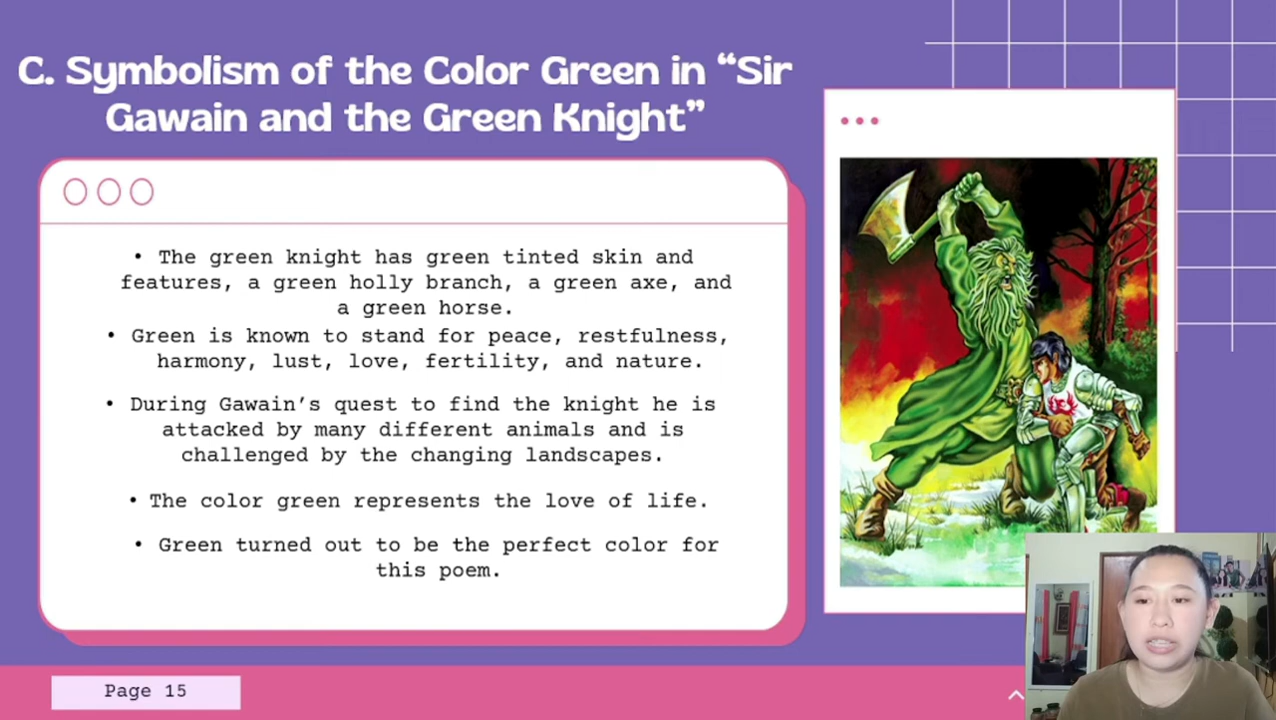 C. Symbolism of the Color Green in “Sir
Gawain and the Green Knight”
• The green knight has green tinted skin and
features, a green holly branch, a green axe, and
a green horse.
• Green is known to stand for peace, restfulness,
harmony, lust, love, fertility, and nature.
• During Gawain’s quest to find the knight he is
attacked by many different animals and is
challenged by the changing landscapes.
• The color green represents the love of life.
• Green turned out to be the perfect color for
this poem.
Page 15